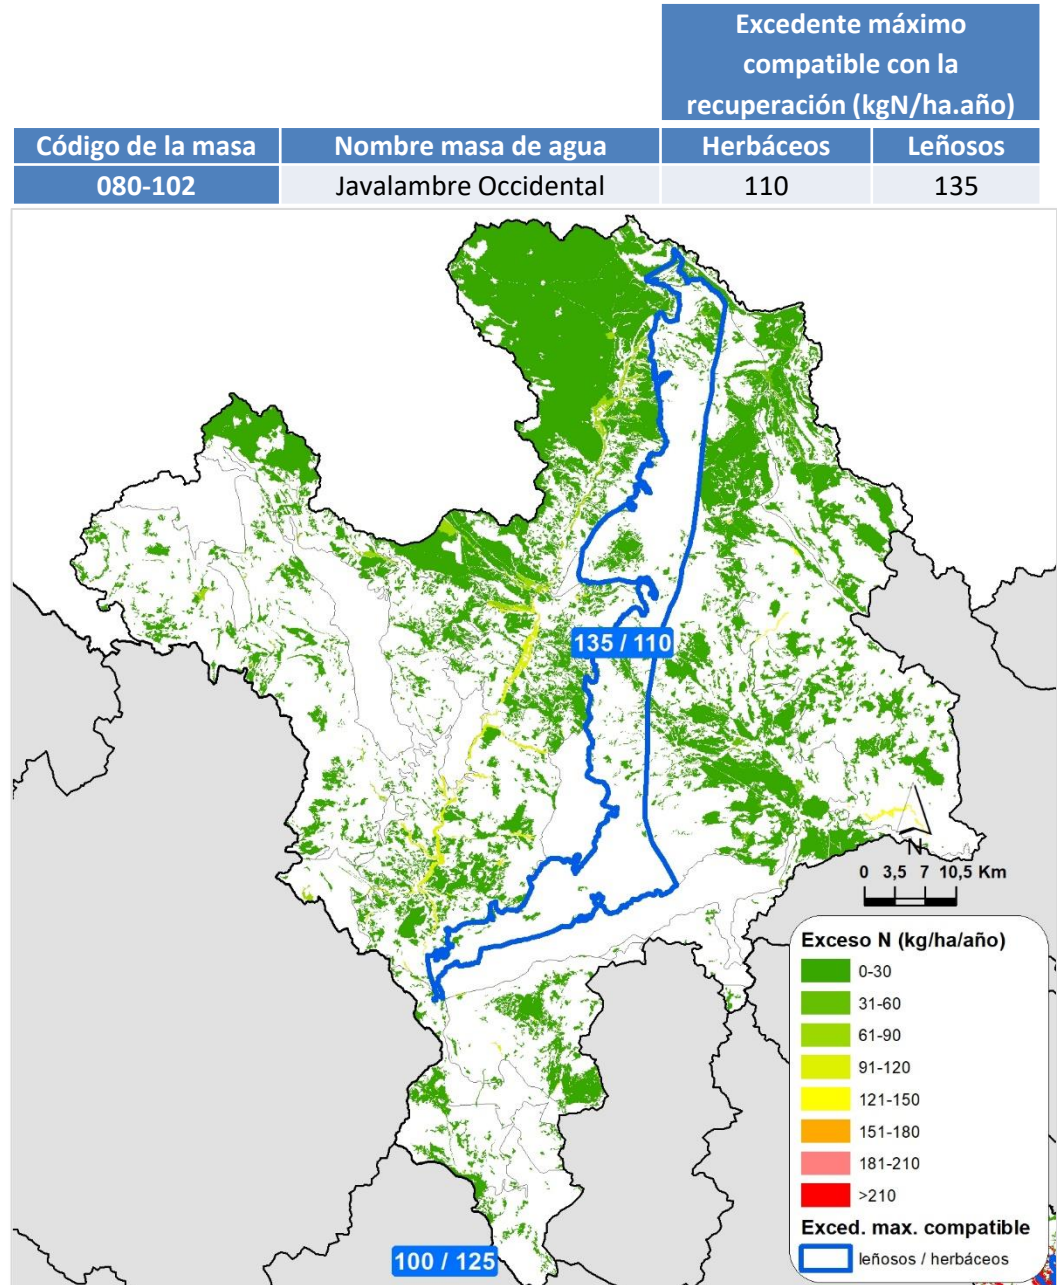 Excedente máximo
compatible con la
recuperación (kgN/ha.año)
Código de la masa Nombre masa de agua Herbáceos Leñosos
080-102 Javalambre Occidental 110 135
135 / 110
N
0 3,5 7 10,5 Km
Exceso N (kg/ha/año)
0-30
31-60
61-90
91-120
121-150
151-180
181-210
>210
Exced. max. compatible
leñosos / herbáceos
100 / 125